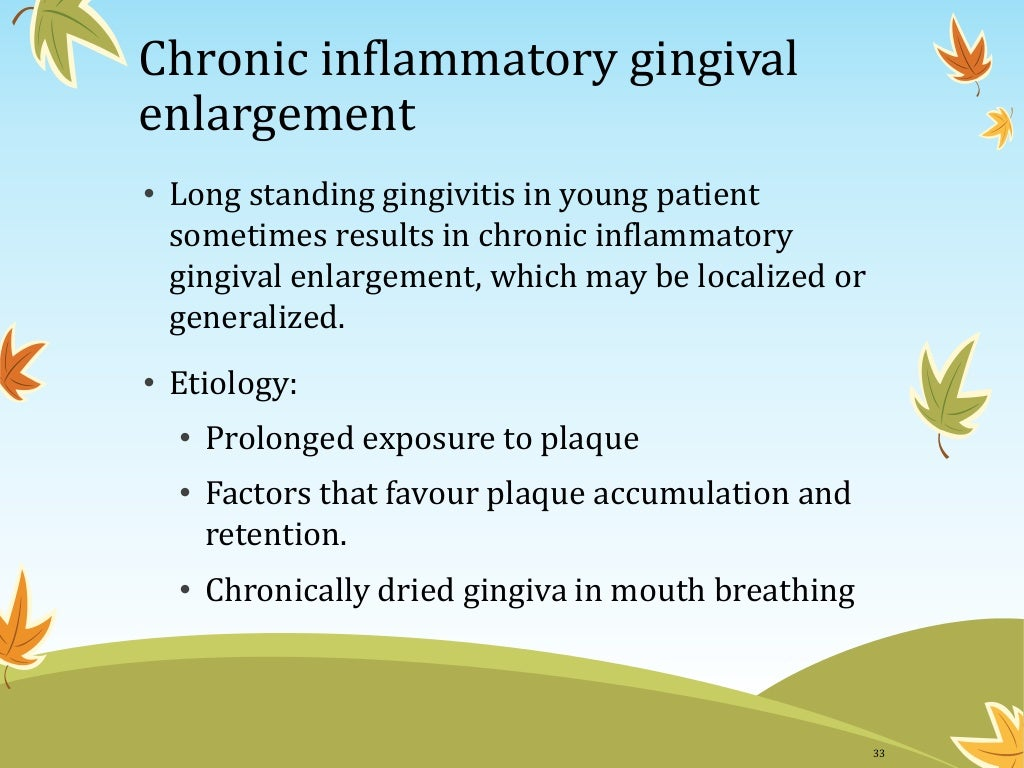 Chronic inflammatory gingival
enlargement
• Long standing gingivitis in young patient
sometimes results in chronic inflammatory
gingival enlargement, which may be localized or
generalized.
• Etiology:
• Prolonged exposure to plaque
• Factors that favour plaque accumulation and
retention.
• Chronically dried gingiva in mouth breathing
33